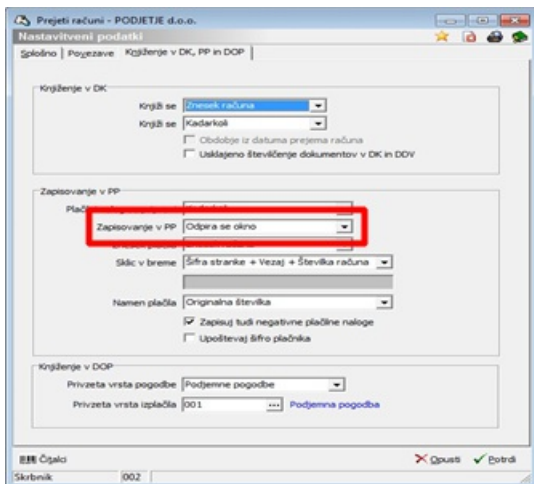 Prejeti računi - PODJETJE d.o.o.
Nastavitveni podatki
Splošno Povezave Knjiženje v DK, PP in DOP
Knjiženje v DK
Knjiži se Znesek računa
Knjiži se Kadarkoli
Obdobje iz datuma prejema računa
Usklajeno številčenje dokumentov v DK in DDV
Zapisovanje v PP
Zapisovanje v PP Odpira se okno
Sklic v breme Šifra stranke + Vezaj + Številka računa
Namen plačila Originalna številka
Zapisuj tudi negativne plačilne naloge
Upoštevaj šifro plačnika
Knjiženje v DOP
Privzeta vrsta pogodbe Podjemne pogodbe
Privzeta vrsta izplačila 001 ... Podjemna pogodba
Čitalci Opusti Potrdi
Skrbnik 002